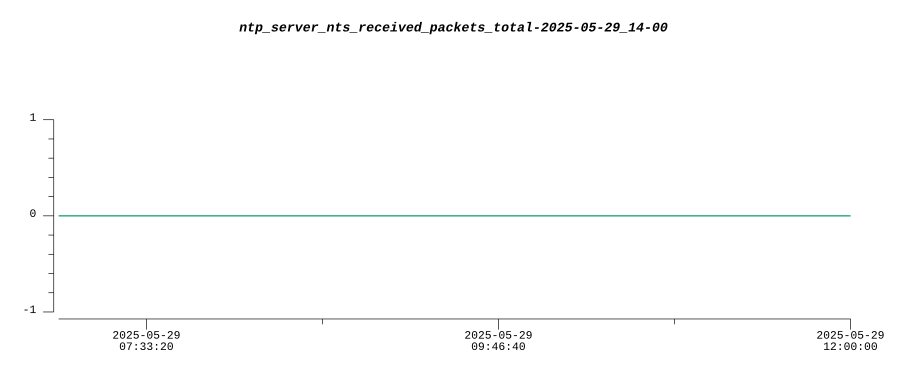 ntp_server_nts_received_packets_total-2025-05-29_14-00
1
0
-1
2025-05-29 2025-05-29 2025-05-29
07:33:20 09:46:40 12:00:00